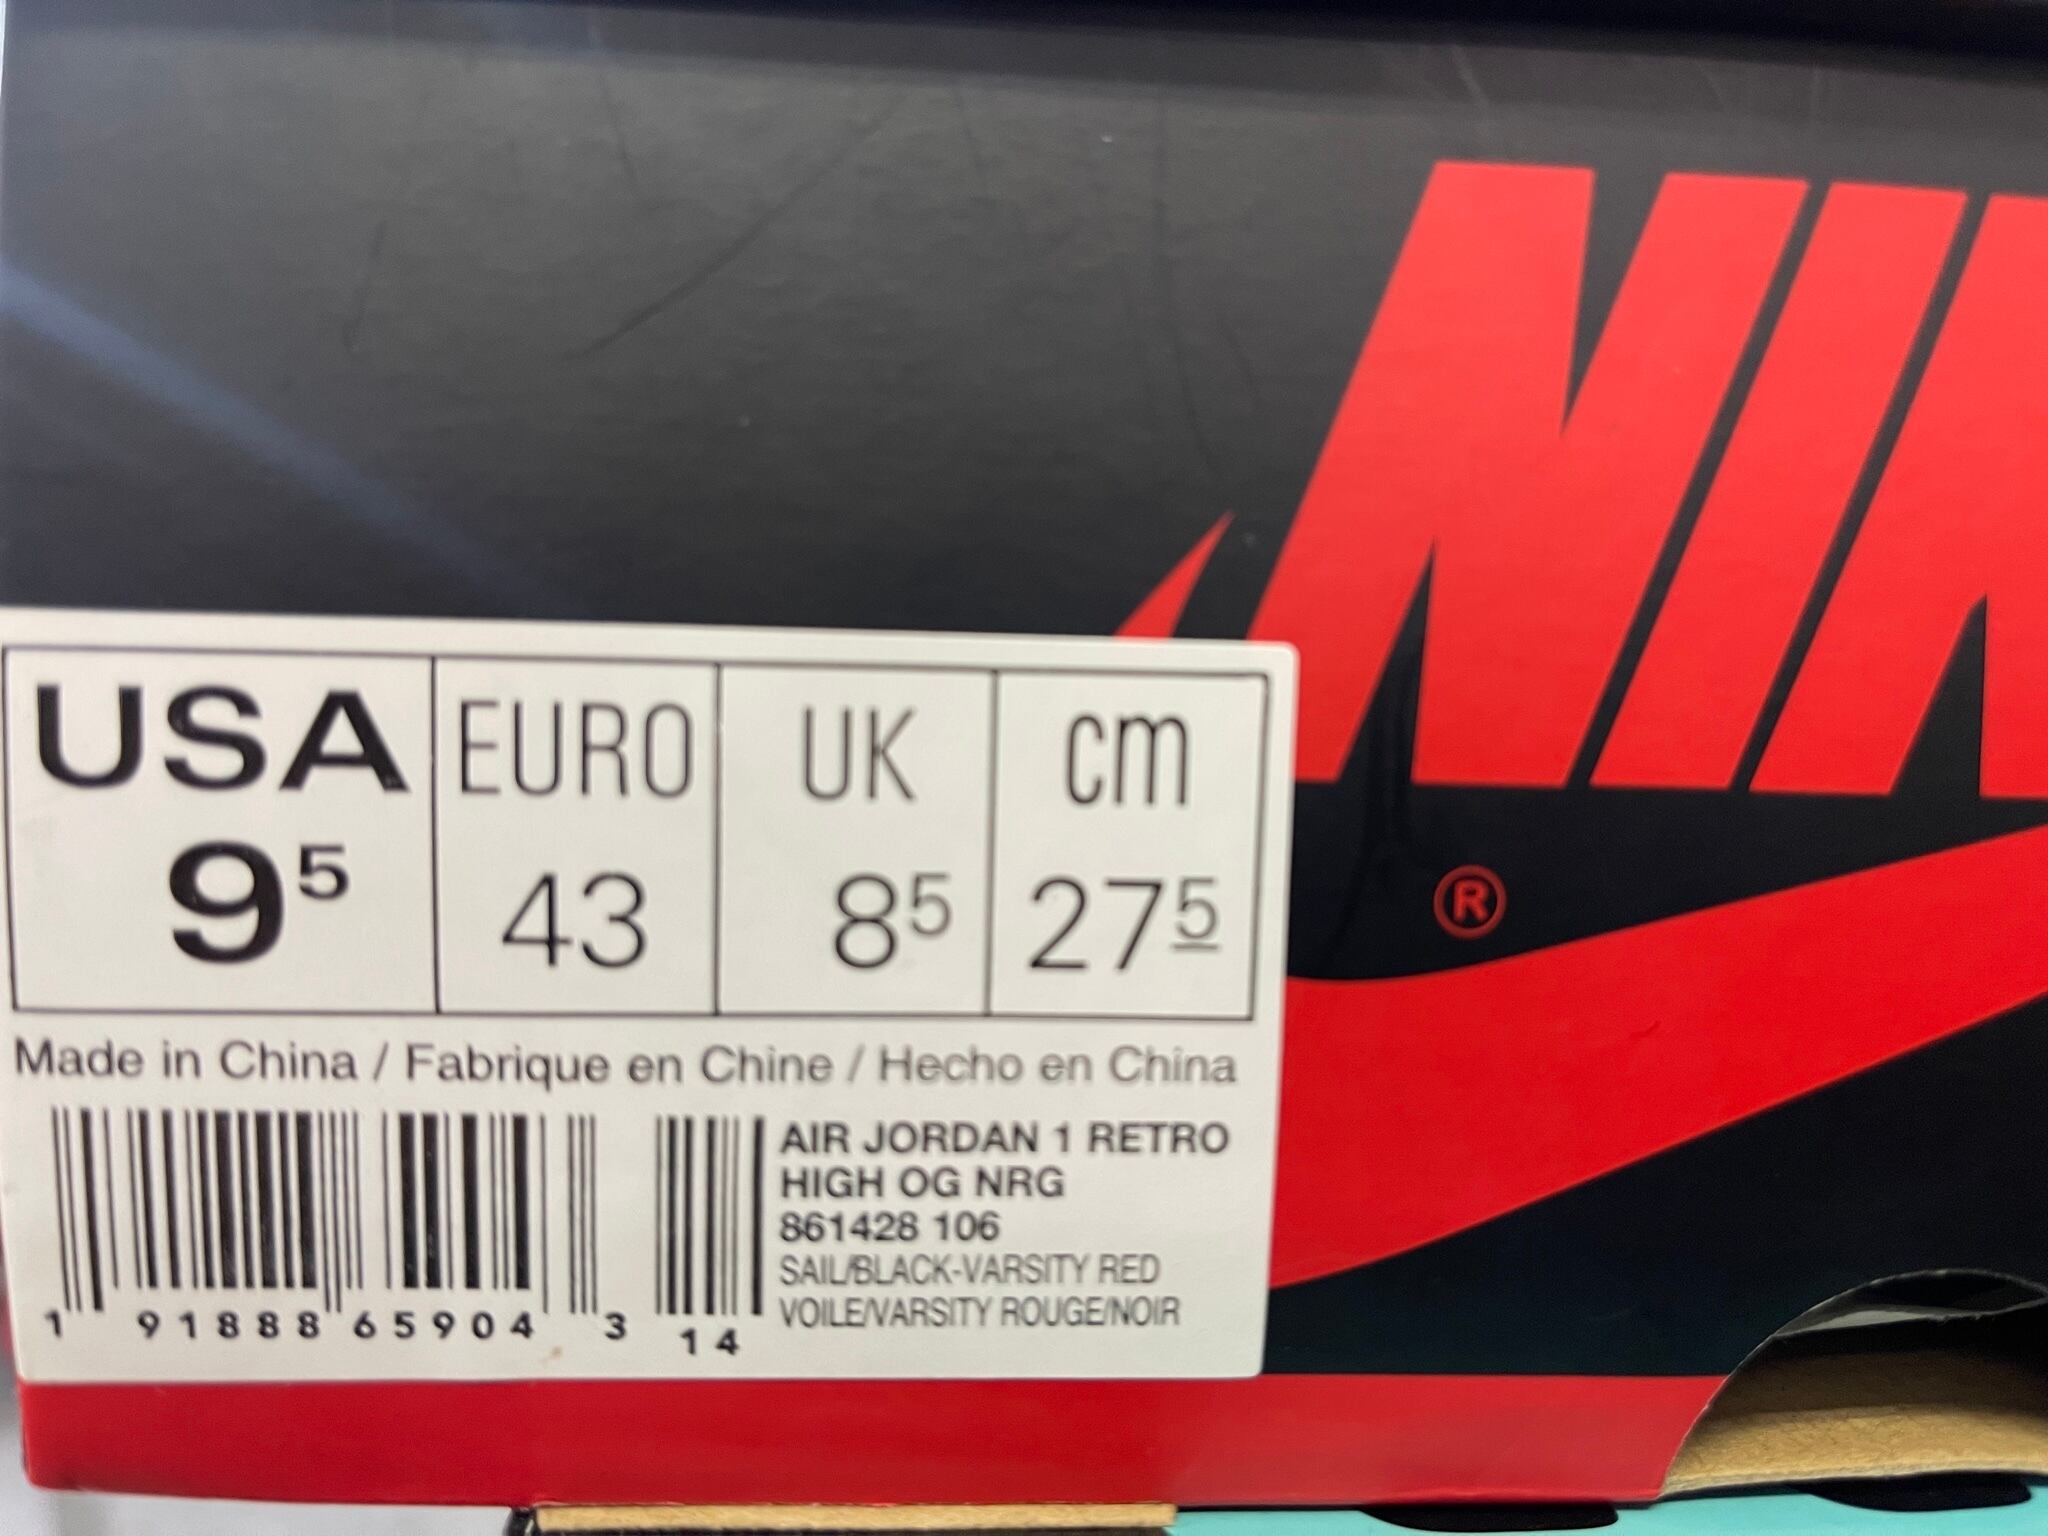 NIK
®
USA EURO UK cm
9⁵ 43 8⁵ 27⁵
Made in China / Fabrique en Chine / Hecho en China
AIR JORDAN 1 RETRO
HIGH OG NRG
861428 106
SAIL/BLACK-VARSITY RED
VOILE/VARSITY ROUGE/NOIR
1 91888 65904 3 14